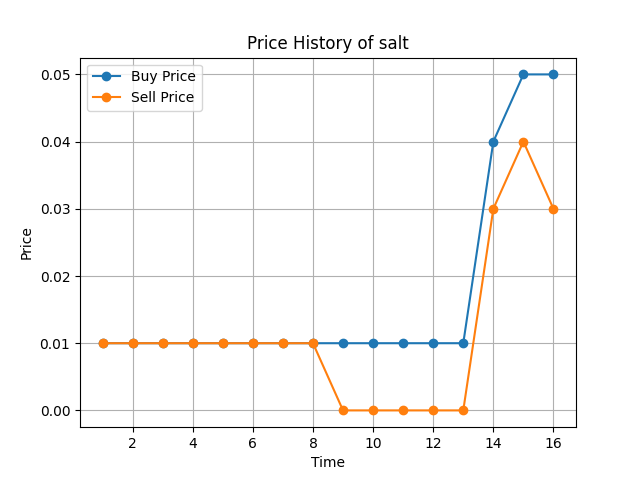 Price History of salt
Buy Price
Sell Price
0.05
0.04
0.03
0.02
0.01
0.00
Price
2 4 6 8 10 12 14 16
Time